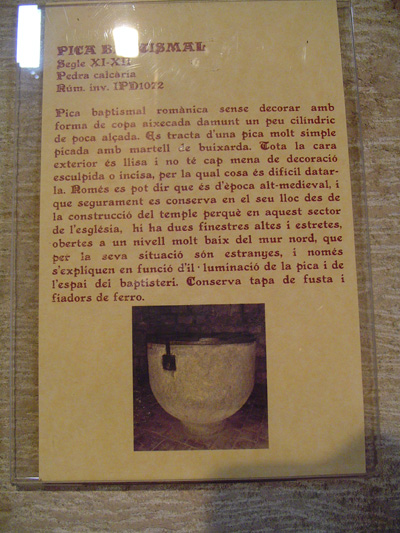 PICA BAPTISMAL
Segle XI-XII
Pedra calcària
Núm. inv. IPD1022
Pica baptismal romànica sense decorar amb
forma de copa aixecada damunt un peu cilíndric
de poca alçada. Es tracta d'una pica molt simple
picada amb martell de buixarda. Tota la cara
exterior és llisa i no té cap mena de decoració
esculpida o incisa, per la qual cosa és difícil datar-
la. Només es pot dir que és d'època alt-medieval, i
que segurament es conserva en el seu lloc des de
la construcció del temple perquè en aquest sector
de l'església, hi ha dues finestres altes i estretes,
obertes a un nivell molt baix del mur nord, que
per la seva situació són estranyes, i només
s'expliquen en funció d'il·luminació de la pica i de
l'espai del baptisteri. Conserva tapa de fusta i
fiadors de ferro.